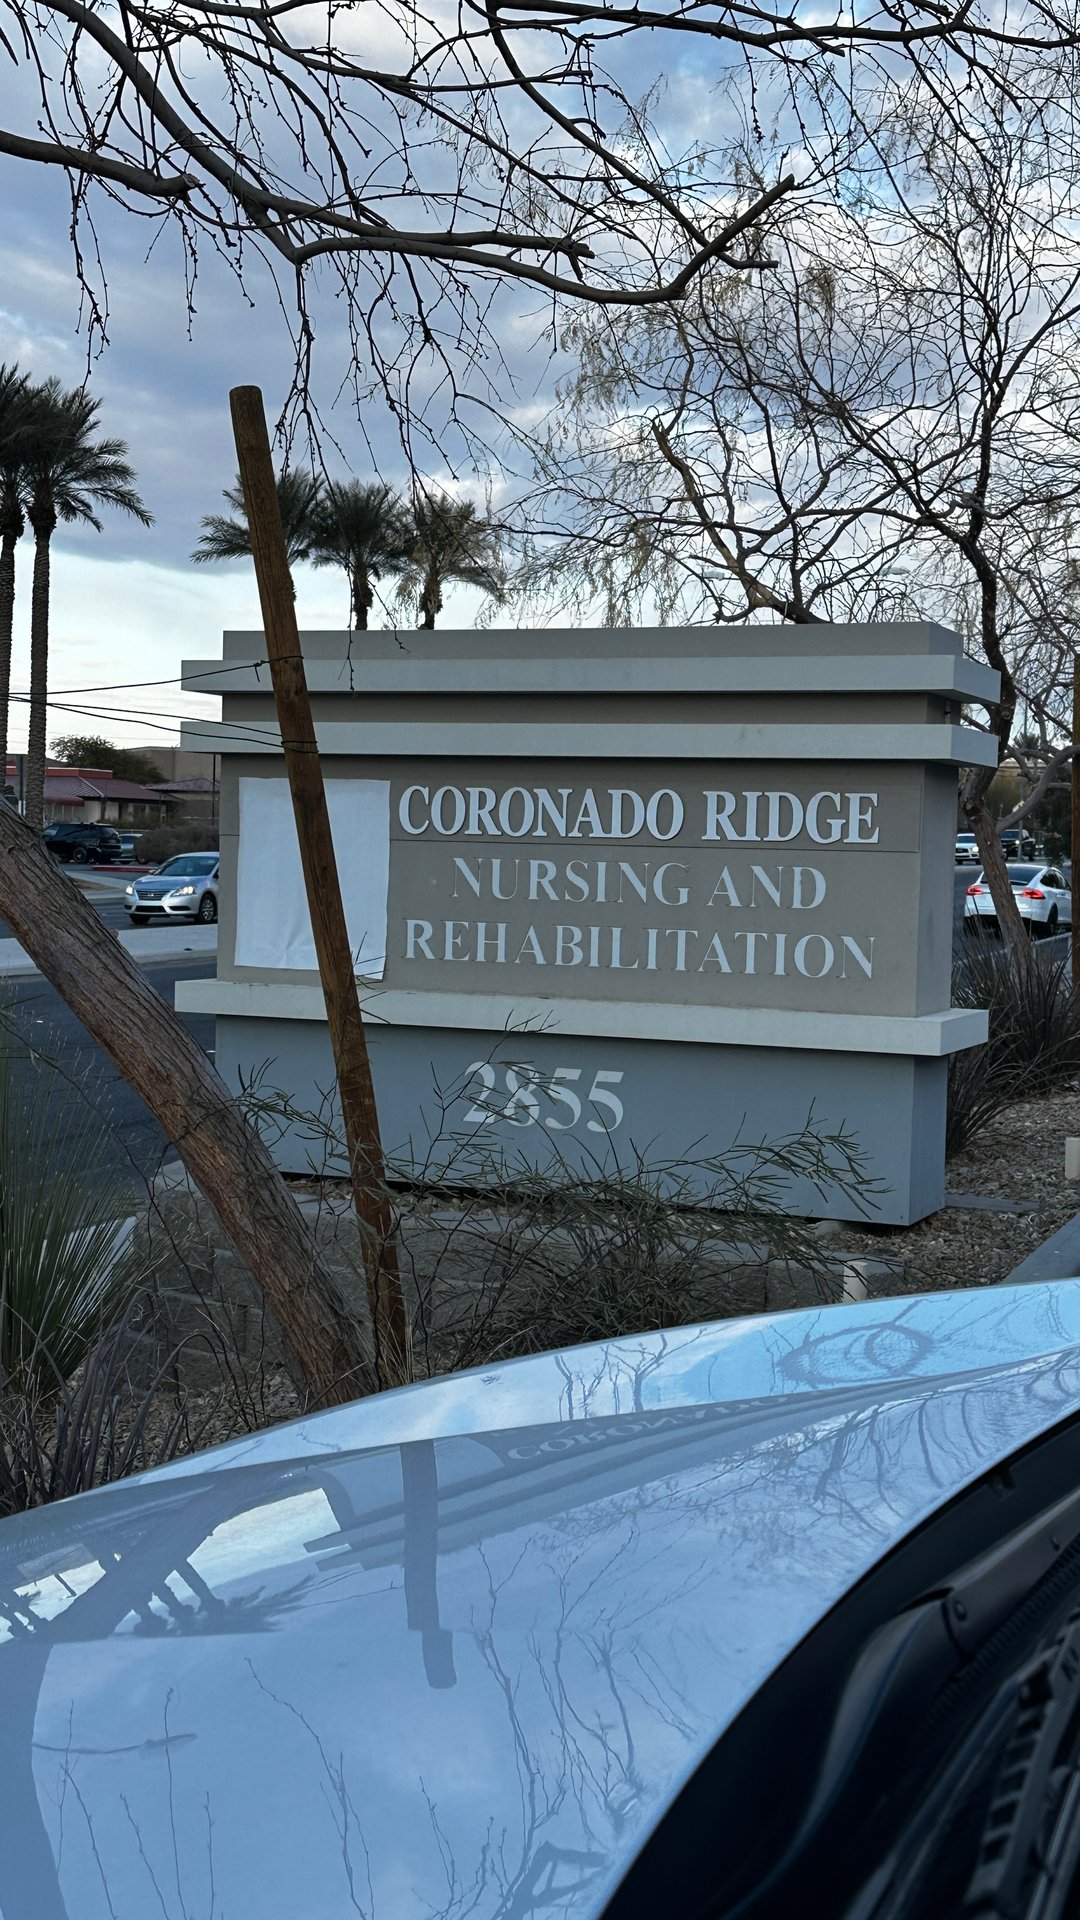 CORONADO RIDGE
NURSING AND
REHABILITATION
2855